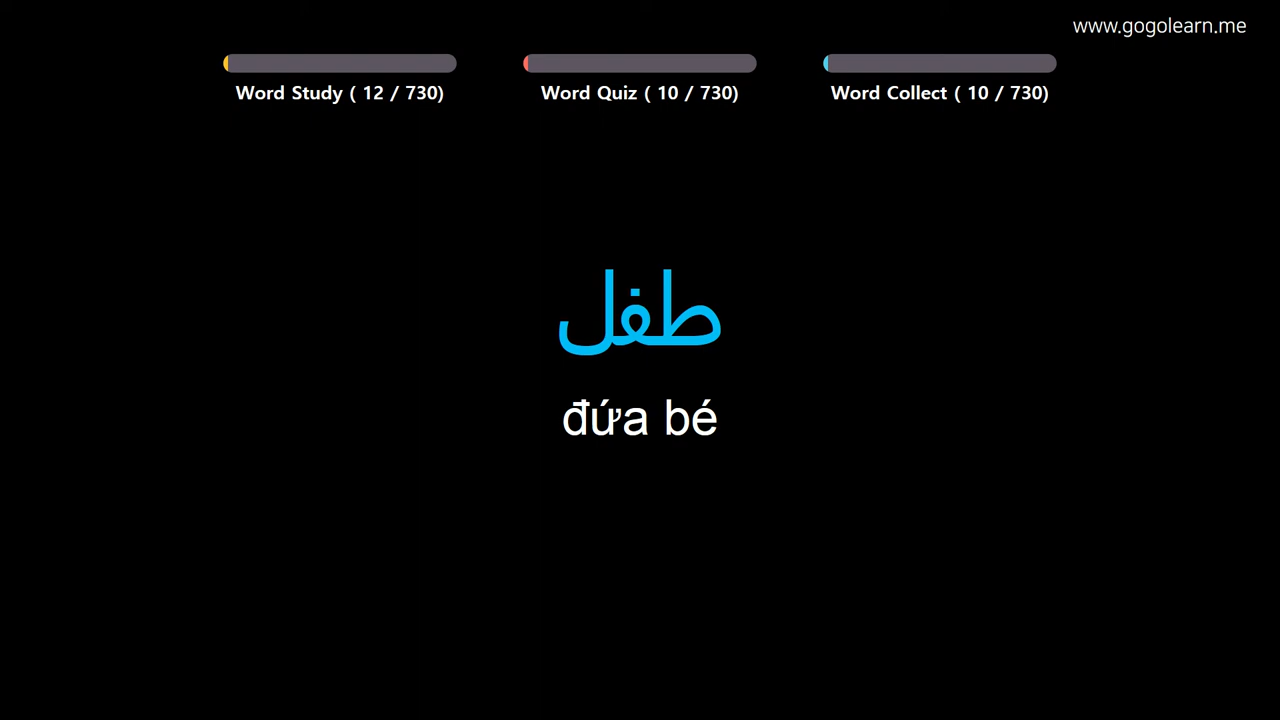 www.gogolearn.me
Word Study ( 12 / 730)
Word Quiz ( 10 / 730)
Word Collect ( 10 / 730)
طفل
đứa bé